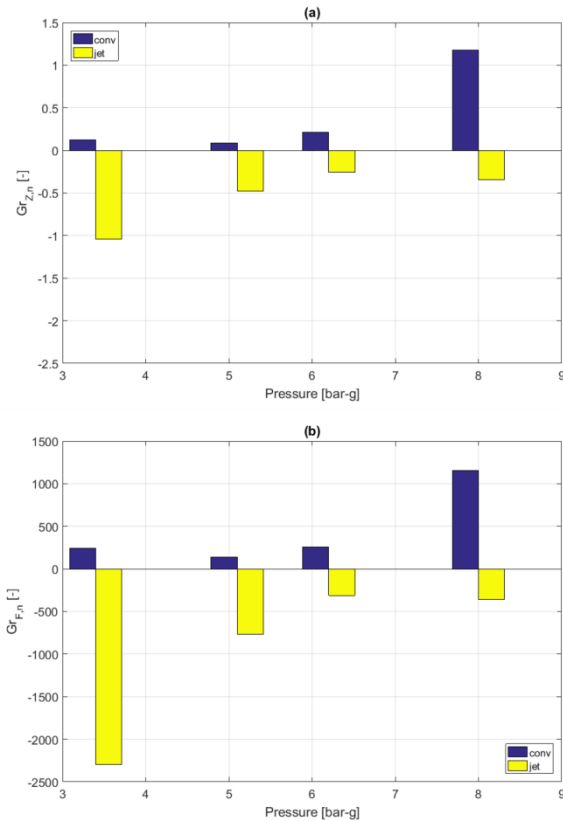 (a)
conv
jet
1.5
1
0.5
0
-0.5
-1
-1.5
-2
-2.5
Gr_{Z,n} [-]
3 4 5 6 7 8 9
Pressure [bar-g]
(b)
1500
1000
500
0
-500
-1000
-1500
-2000
-2500
Gr_{F,n} [-]
conv
jet
3 4 5 6 7 8 9
Pressure [bar-g]